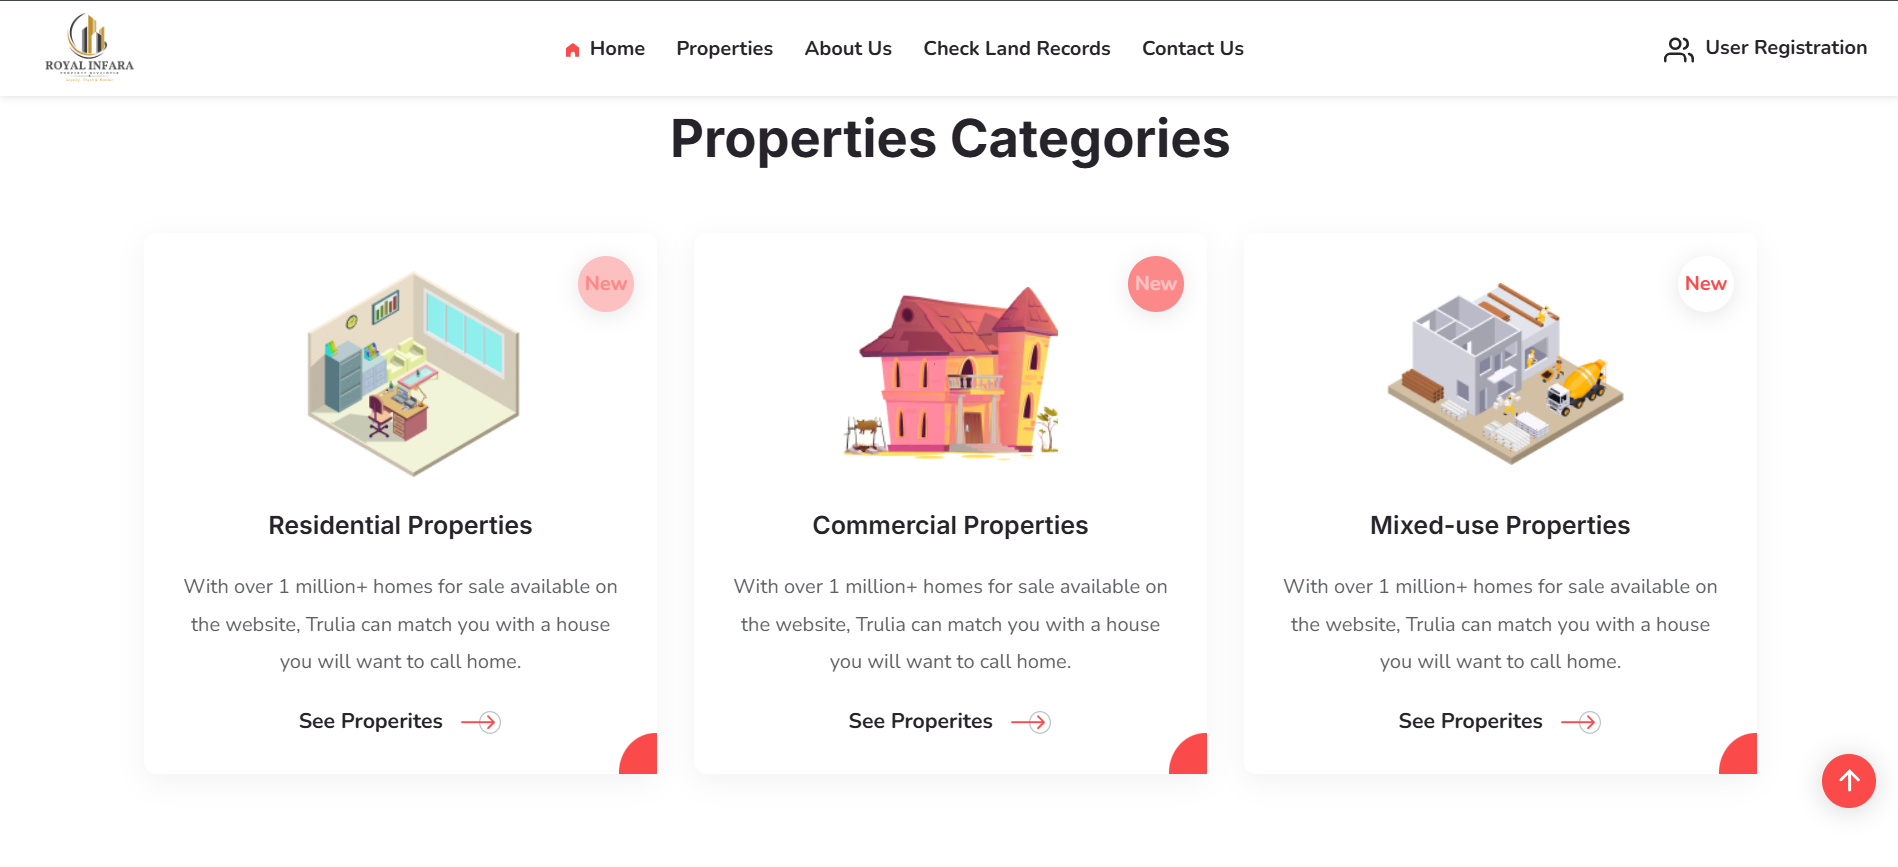 ROYAL INFARA
Home
Properties
About Us
Check Land Records
Contact Us
User Registration
Properties Categories
New
Residential Properties
With over 1 million+ homes for sale available on
the website, Trulia can match you with a house
you will want to call home.
See Properites
New
Commercial Properties
With over 1 million+ homes for sale available on
the website, Trulia can match you with a house
you will want to call home.
See Properites
New
Mixed-use Properties
With over 1 million+ homes for sale available on
the website, Trulia can match you with a house
you will want to call home.
See Properites